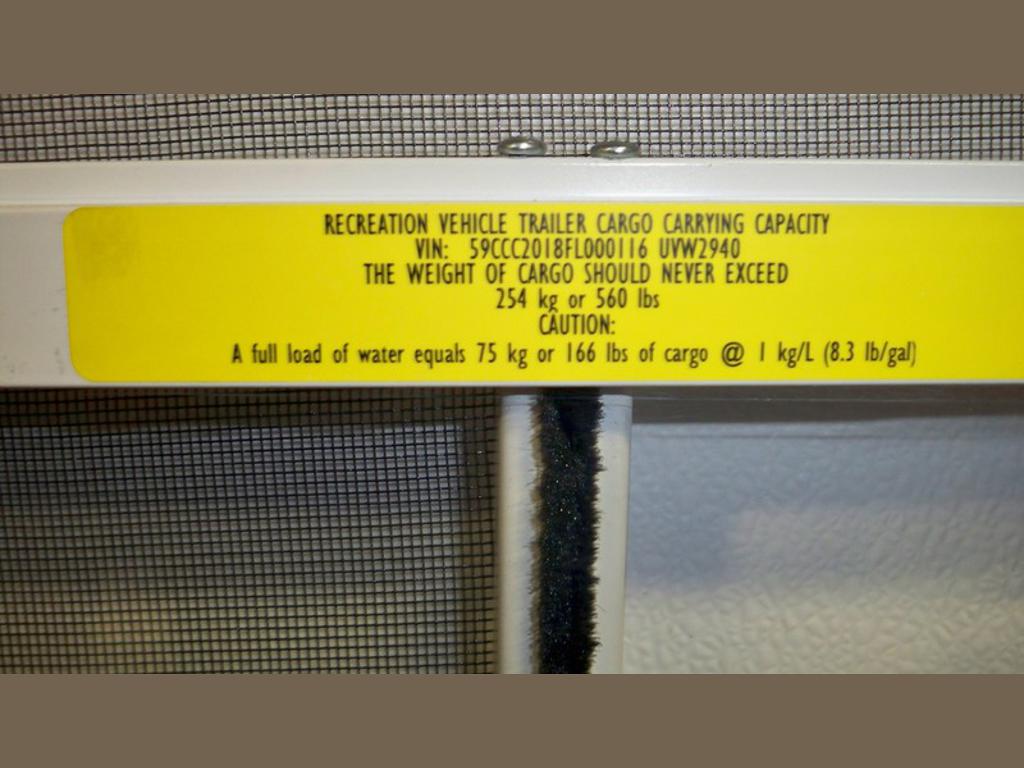 RECREATION VEHICLE TRAILER CARGO CARRYING CAPACITY
VIN: 59CCC2018FL000116 UVW2940
THE WEIGHT OF CARGO SHOULD NEVER EXCEED
254 kg or 560 lbs
CAUTION:
A full load of water equals 75 kg or 166 lbs of cargo @ 1 kg/L (8.3 lb/gal)